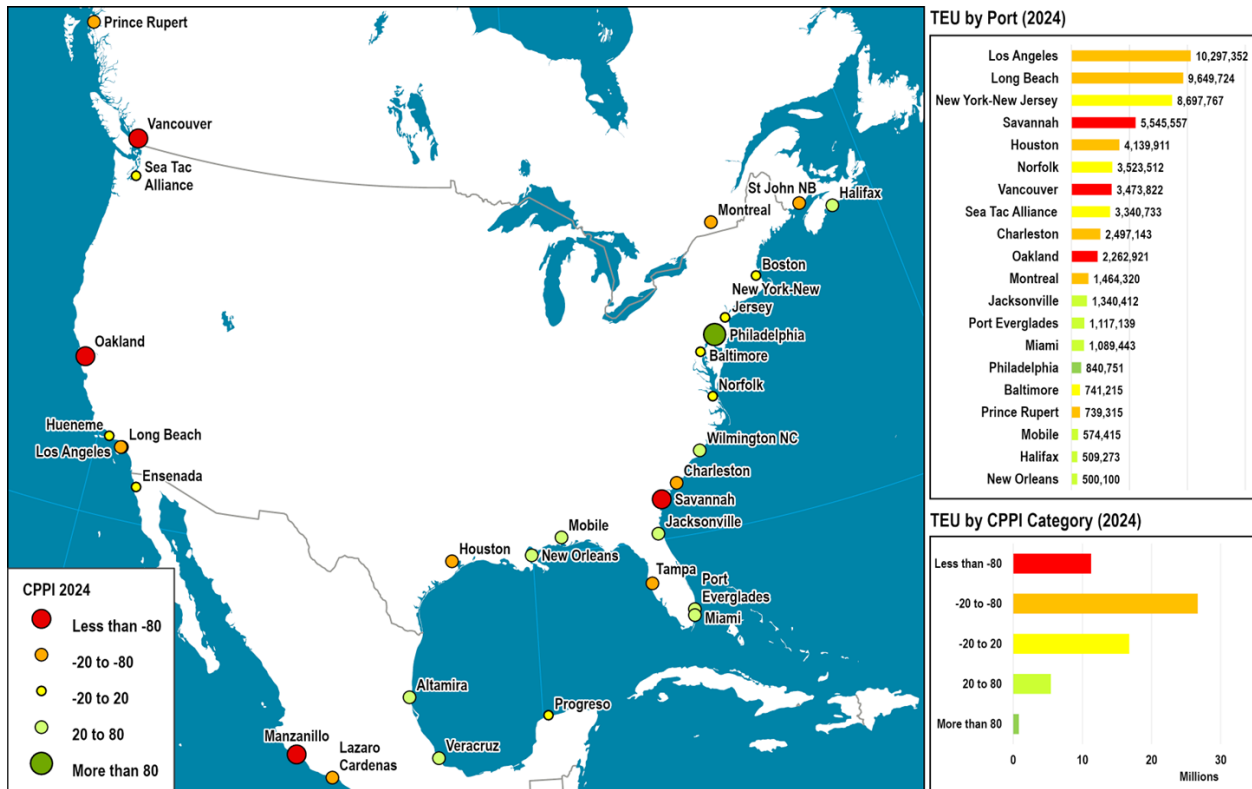 Prince Rupert
Vancouver
Sea Tac
Alliance
St John NB
Halifax
Montreal
Boston
New York-New
Jersey
Philadelphia
Baltimore
Oakland
Norfolk
Hueneme
Long Beach
Los Angeles
Wilmington NC
Ensenada
Charleston
Savannah
Jacksonville
Mobile
Houston
New Orleans
Tampa
Port
Everglades
Miami
Altamira
Progreso
Manzanillo
Lazaro
Cardenas
Veracruz
CPPI 2024
Less than -80
-20 to -80
-20 to 20
20 to 80
More than 80
TEU by Port (2024)
Los Angeles 10,297,352
Long Beach 9,649,724
New York-New Jersey 8,697,767
Savannah 5,545,557
Houston 4,139,911
Norfolk 3,523,512
Vancouver 3,473,822
Sea Tac Alliance 3,340,733
Charleston 2,497,143
Oakland 2,262,921
Montreal 1,464,320
Jacksonville 1,340,412
Port Everglades 1,117,139
Miami 1,089,443
Philadelphia 840,751
Baltimore 741,215
Prince Rupert 739,315
Mobile 574,415
Halifax 509,273
New Orleans 500,100
TEU by CPPI Category (2024)
Less than -80
-20 to -80
-20 to 20
20 to 80
More than 80
0 10 20 30
Millions